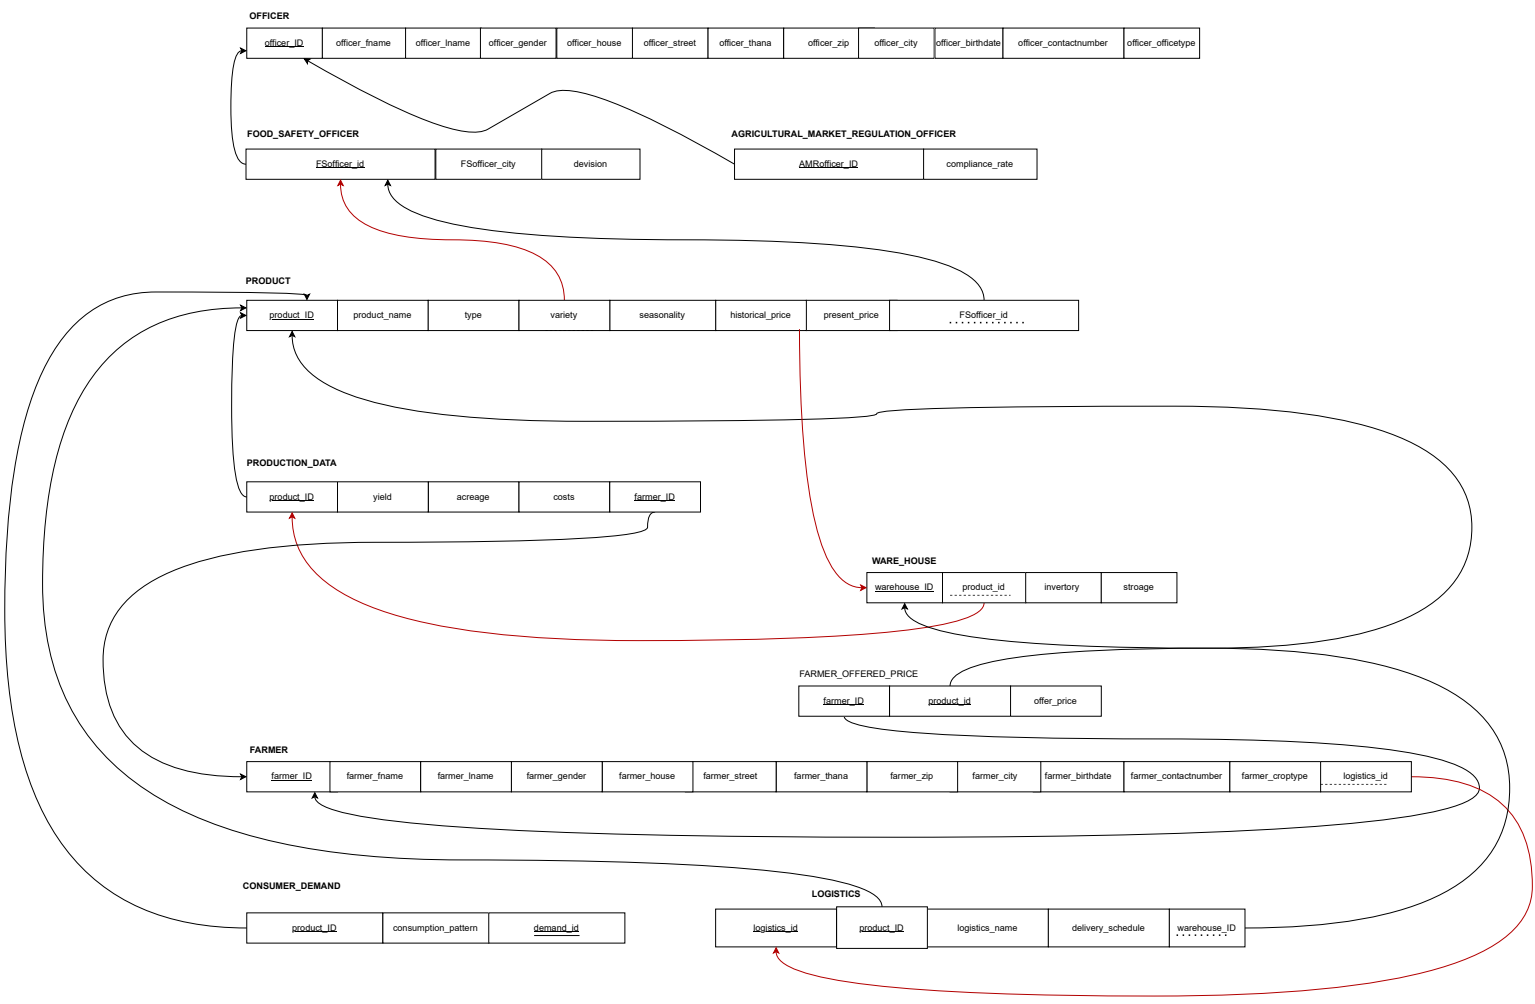 OFFICER
officer_ID officer_fname officer_lname officer_gender officer_house officer_street officer_thana officer_zip officer_city officer_birthdate officer_contactnumber officer_officetype
FOOD_SAFETY_OFFICER AGRICULTURAL_MARKET_REGULATION_OFFICER
FSofficer_id FSofficer_city devision AMRofficer_ID compliance_rate
PRODUCT
product_ID product_name type variety seasonality historical_price present_price FSofficer_id
PRODUCTION_DATA
product_ID yield acreage costs farmer_ID
WARE_HOUSE
warehouse_ID product_id invertory stroage
FARMER_OFFERED_PRICE
farmer_ID product_id offer_price
FARMER
farmer_ID farmer_fname farmer_lname farmer_gender farmer_house farmer_street farmer_thana farmer_zip farmer_city farmer_birthdate farmer_contactnumber farmer_croptype logistics_id
CONSUMER_DEMAND LOGISTICS
product_ID consumption_pattern demand_id logistics_id product_ID logistics_name delivery_schedule warehouse_ID